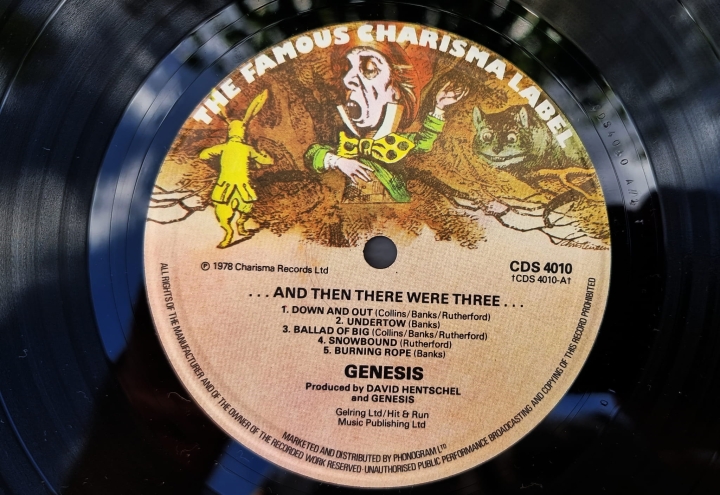 THE FAMOUS CHARISMA LABEL
℗ 1978 Charisma Records Ltd
CDS 4010
†CDS 4010-A†
...AND THEN THERE WERE THREE...
1. DOWN AND OUT (Collins/Banks/Rutherford)
2. UNDERTOW (Banks)
3. BALLAD OF BIG (Collins/Banks/Rutherford)
4. SNOWBOUND (Rutherford)
5. BURNING ROPE (Banks)
GENESIS
Produced by DAVID HENTSCHEL
and GENESIS
Gelring Ltd/Hit & Run
Music Publishing Ltd
MARKETED AND DISTRIBUTED BY PHONOGRAM LTD
ALL RIGHTS OF THE MANUFACTURER AND OF THE OWNER OF THE RECORDED WORK RESERVED·UNAUTHORISED PUBLIC PERFORMANCE BROADCASTING AND COPYING OF THIS RECORD PROHIBITED